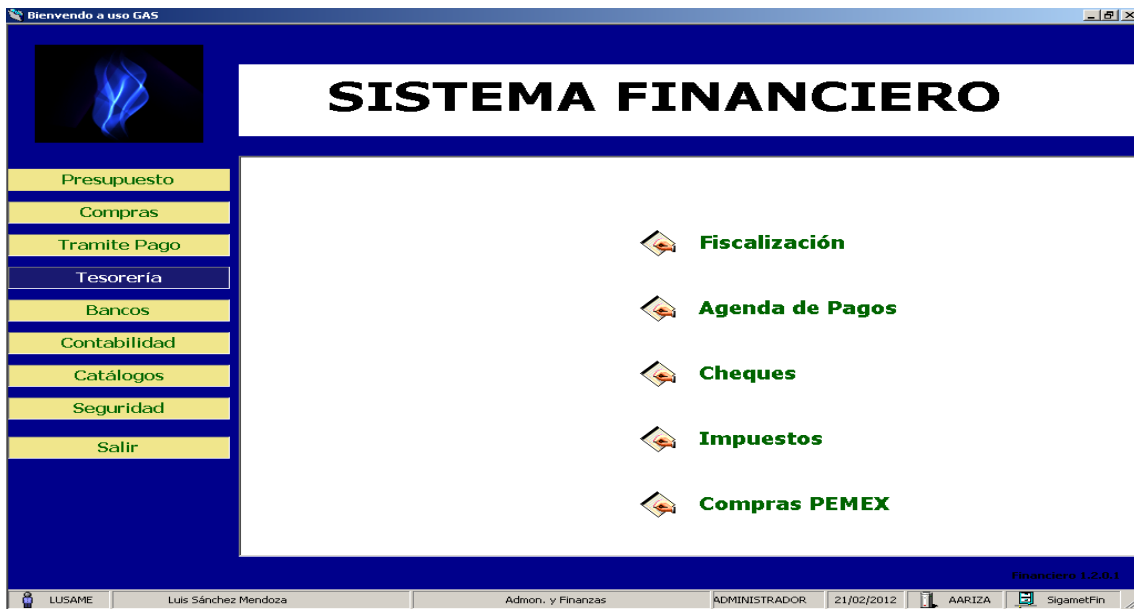 Bienvendo a uso GAS
SISTEMA FINANCIERO
Presupuesto
Compras
Tramite Pago
Tesorería
Bancos
Contabilidad
Catálogos
Seguridad
Salir
Fiscalización
Agenda de Pagos
Cheques
Impuestos
Compras PEMEX
Financiero 1.2.0.1
LUSAME Luis Sánchez Mendoza Admon. y Finanzas ADMINISTRADOR 21/02/2012 AARIZA SigametFin